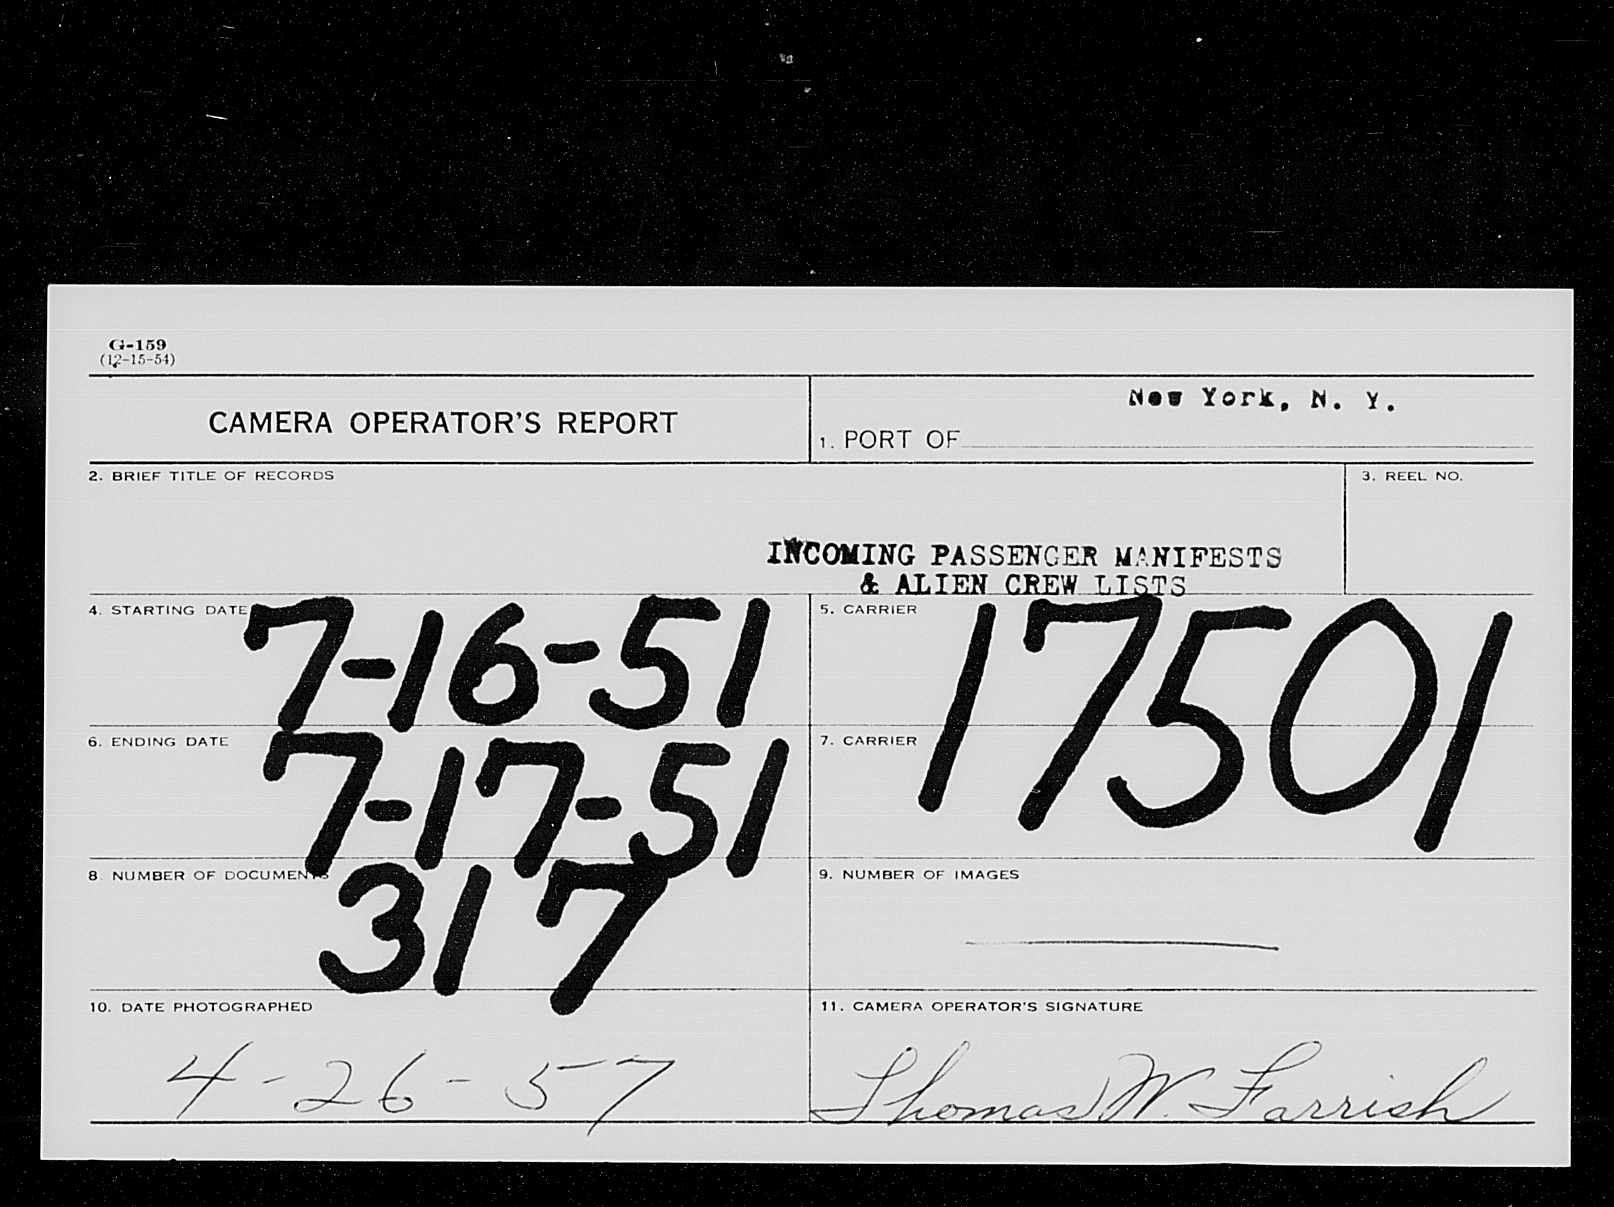 G-159
(12-15-54)
CAMERA OPERATOR'S REPORT
New York, N. Y.
1. PORT OF
2. BRIEF TITLE OF RECORDS
3. REEL NO.
INCOMING PASSENGER MANIFESTS
& ALIEN CREW LISTS
4. STARTING DATE
7-16-51
5. CARRIER
17501
6. ENDING DATE
7-17-51
7. CARRIER
8 NUMBER OF DOCUMENTS
317
9. NUMBER OF IMAGES
10. DATE PHOTOGRAPHED
4-26-57
11. CAMERA OPERATOR'S SIGNATURE
Thomas W. Farrish